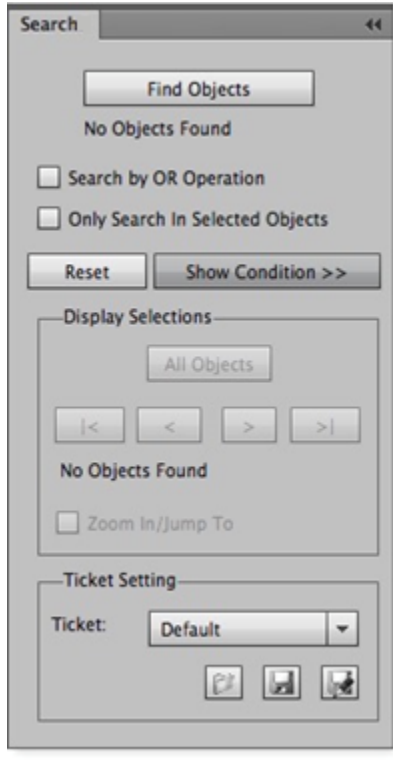 Search
Find Objects
No Objects Found
Search by OR Operation
Only Search In Selected Objects
Reset Show Condition >>
Display Selections
All Objects
|< < > >|
No Objects Found
Zoom In/Jump To
Ticket Setting
Ticket: Default